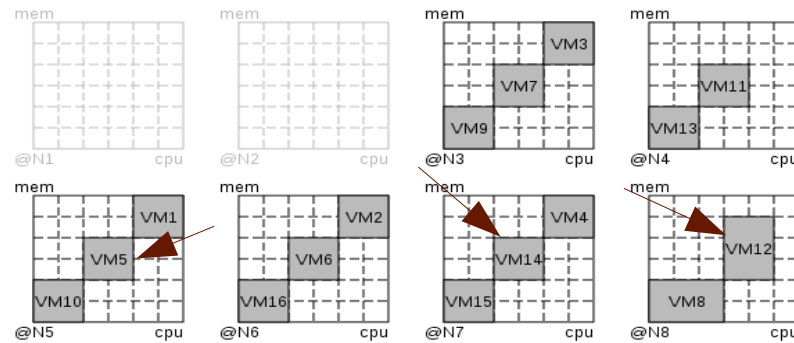 mem mem mem mem
VM3
VM7 VM11
VM9 VM13
@N1 cpu @N2 cpu @N3 cpu @N4 cpu
mem mem mem mem
VM1 VM2 VM4
VM5 VM6 VM14 VM12
VM10 VM16 VM15 VM8
@N5 cpu @N6 cpu @N7 cpu @N8 cpu